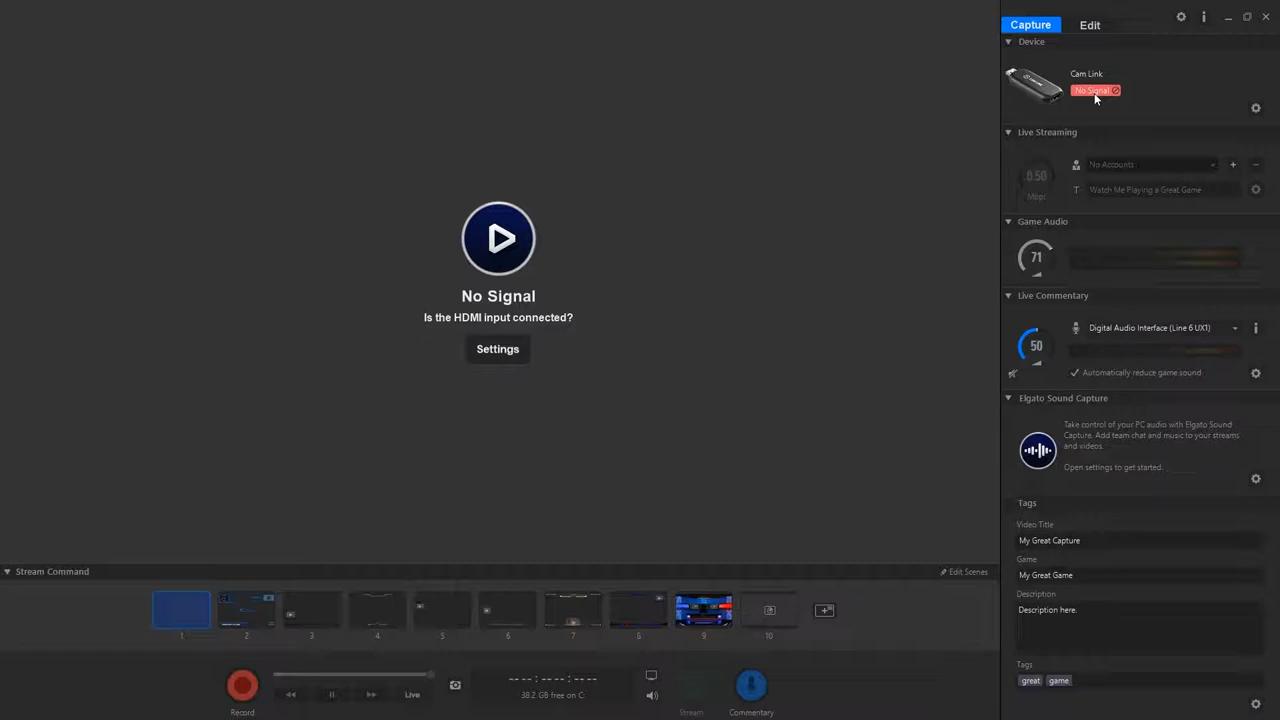 Capture
Edit
Device
Cam Link
No Signal
Live Streaming
0.50
Mbps
No Accounts
T
Watch Me Playing a Great Game
Game Audio
71
Live Commentary
50
Digital Audio Interface (Line 6 UX1)
Automatically reduce game sound
Elgato Sound Capture
Take control of your PC audio with Elgato Sound
Capture. Add team chat and music to your streams
and videos.
Open settings to get started.
Tags
Video Title
My Great Capture
Game
My Great Game
Description
Description here.
Tags
great game
No Signal
Is the HDMI input connected?
Settings
Stream Command
Edit Scenes
1 2 3 4 5 6 7 8 9 10
Record
Live
-- -- : -- -- : -- --
38.2 GB free on C:
Stream
Commentary